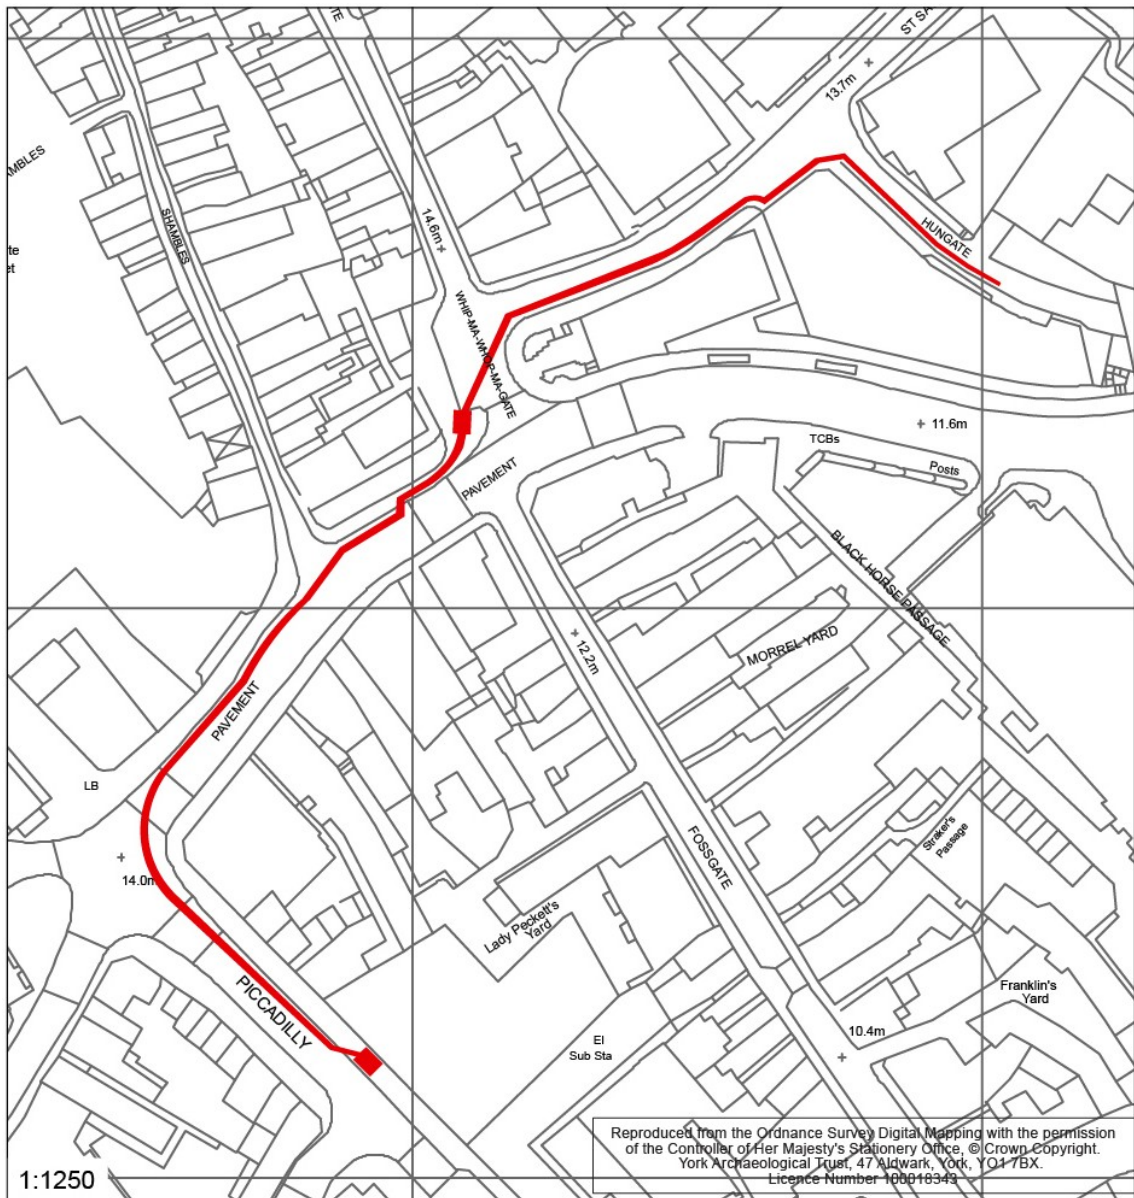 TE
ST SA
13.7m
AMBLES
SHAMBLES
14.6m
HUNGATE
te
et
WHIP-MA-WHOP-MA-GATE
11.6m
TCBs
Posts
PAVEMENT
BLACK HORSE PASSAGE
MORREL YARD
12.2m
PAVEMENT
LB
FOSSGATE
Straker's
Passage
14.0m
Lady Peckett's
Yard
PICCADILLY
Franklin's
Yard
El
Sub Sta
10.4m
Reproduced from the Ordnance Survey Digital Mapping with the permission
of the Controller of Her Majesty's Stationery Office, © Crown Copyright.
York Archaeological Trust, 47 Aldwark, York, YO1 7BX.
Licence Number 100018343
1:1250